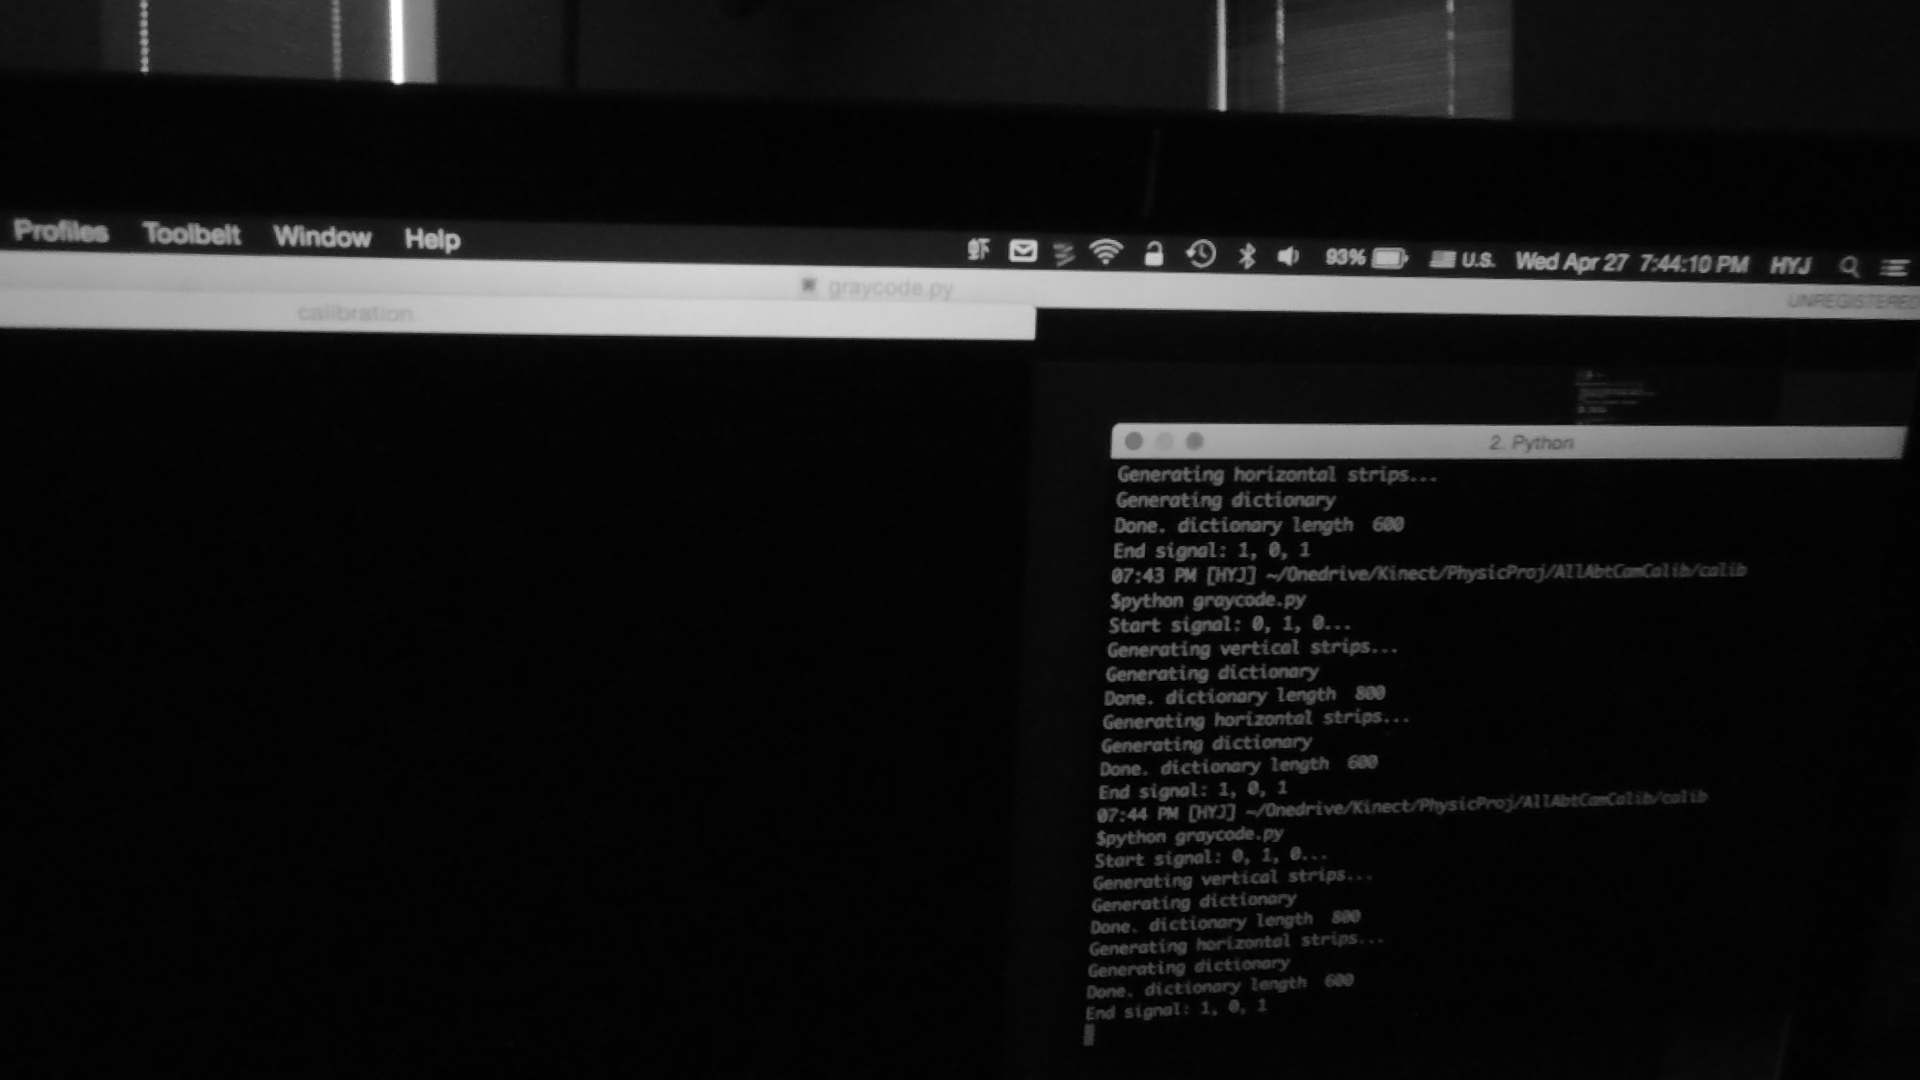 Profiles Toolbelt Window Help 93% U.S. Wed Apr 27 7:44:10 PM HYJ
graycode.py
UNREGISTERED
calibration
2. Python
Generating horizontal strips...
Generating dictionary
Done. dictionary length 600
End signal: 1, 0, 1
07:43 PM [HYJ] ~/Onedrive/Kinect/PhysicProj/AllAbtCamCalib/calib
$python graycode.py
Start signal: 0, 1, 0...
Generating vertical strips...
Generating dictionary
Done. dictionary length 800
Generating horizontal strips...
Generating dictionary
Done. dictionary length 600
End signal: 1, 0, 1
07:44 PM [HYJ] ~/Onedrive/Kinect/PhysicProj/AllAbtCamCalib/calib
$python graycode.py
Start signal: 0, 1, 0...
Generating vertical strips...
Generating dictionary
Done. dictionary length 800
Generating horizontal strips...
Generating dictionary
Done. dictionary length 600
End signal: 1, 0, 1